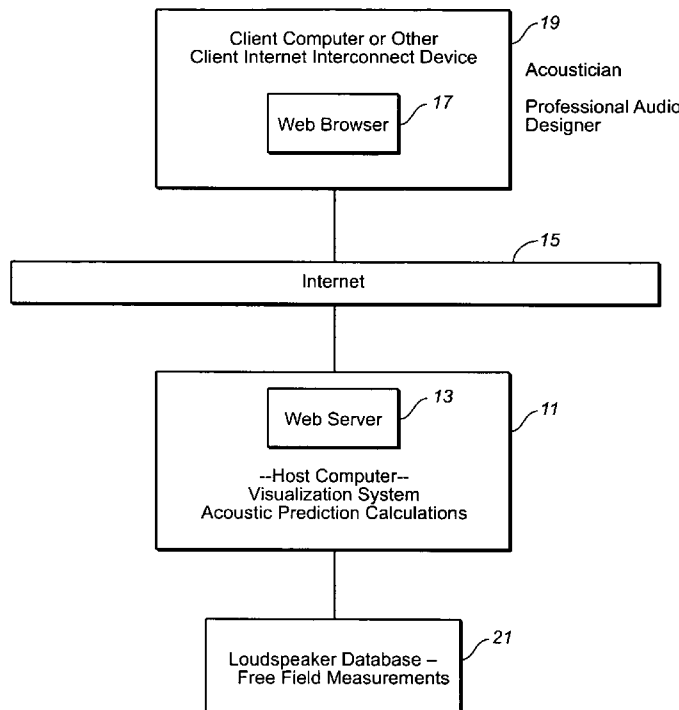 Client Computer or Other
Client Internet Interconnect Device
19
Acoustician
Professional Audio
Designer
17
Web Browser
15
Internet
13
Web Server
11
--Host Computer--
Visualization System
Acoustic Prediction Calculations
21
Loudspeaker Database –
Free Field Measurements